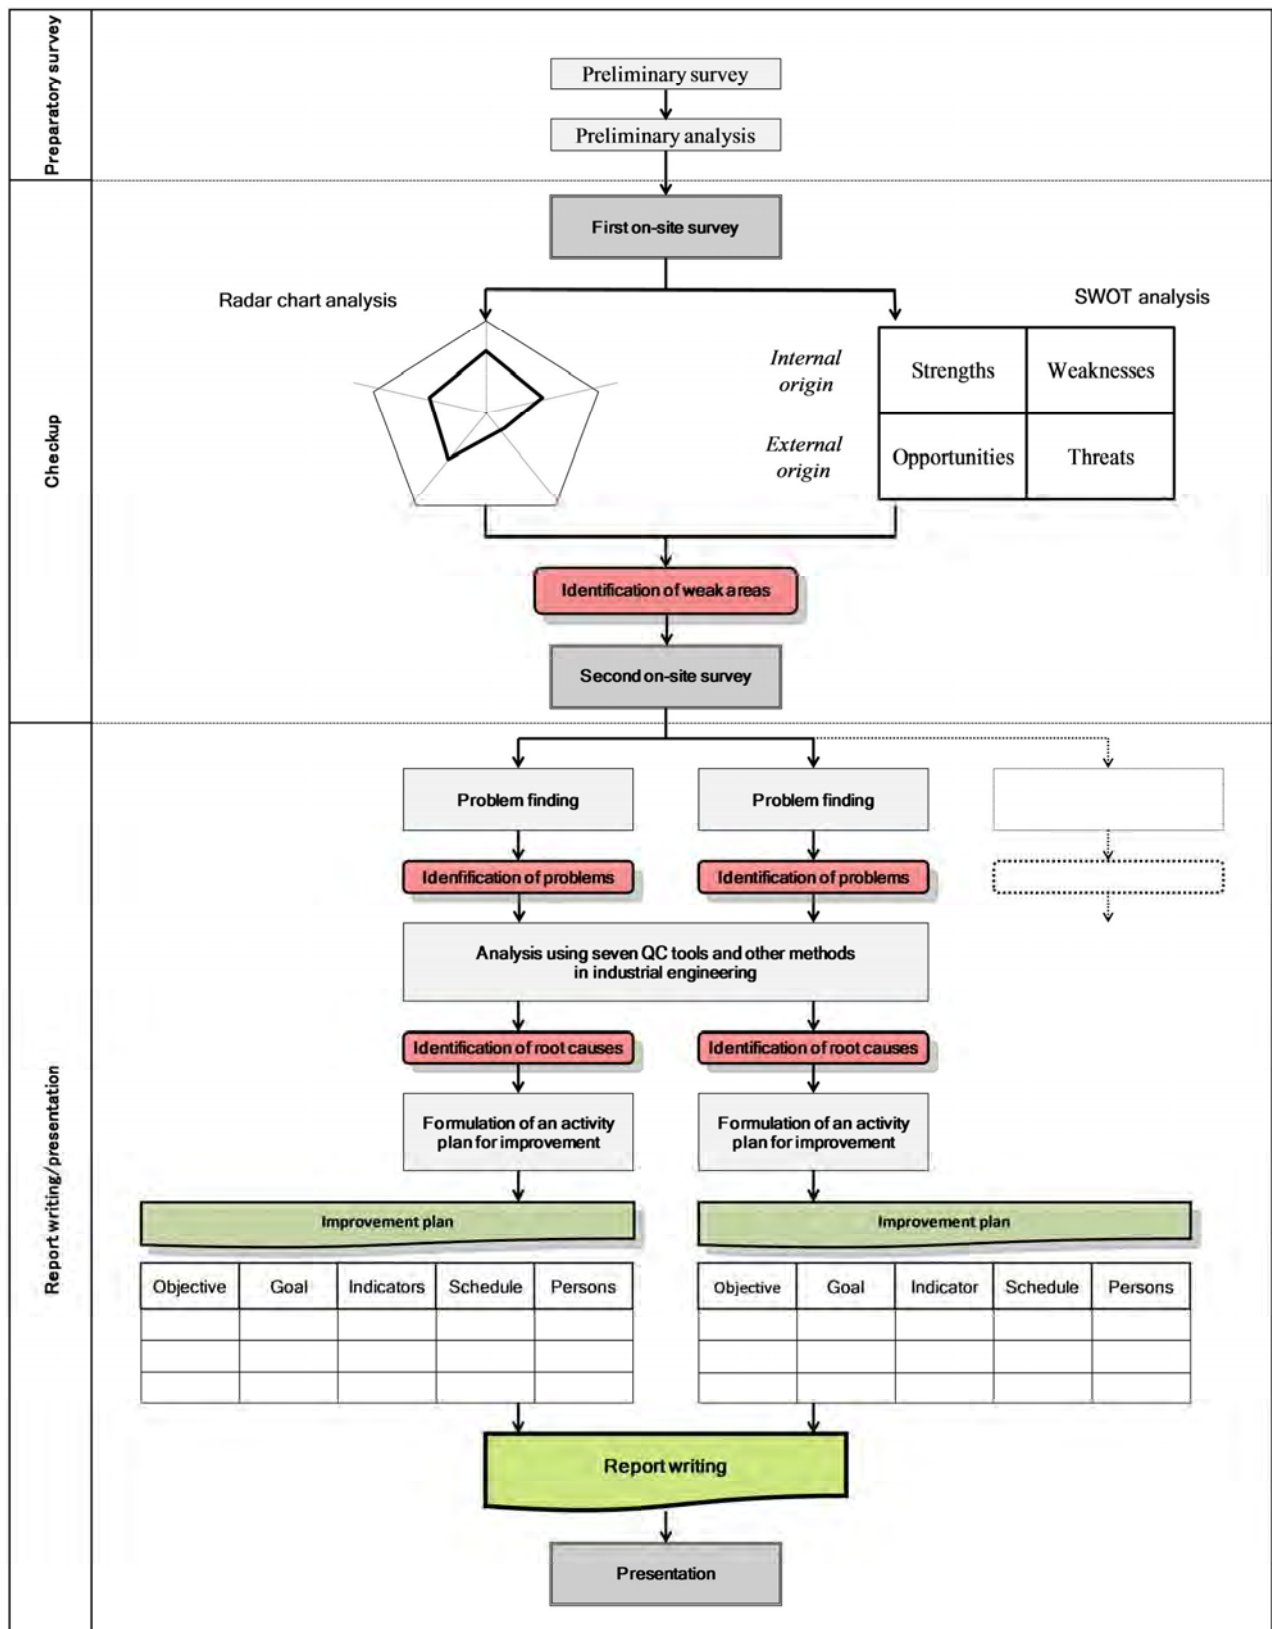 Preparatory survey
Preliminary survey
Preliminary analysis
Checkup
First on-site survey
Radar chart analysis
SWOT analysis
Internal
origin
Strengths
Weaknesses
External
origin
Opportunities
Threats
Identification of weak areas
Second on-site survey
Report writing/presentation
Problem finding
Problem finding
Idenfification of problems
Identification of problems
Analysis using seven QC tools and other methods
in industrial engineering
Identification of root causes
Identification of root causes
Formulation of an activity
plan for improvement
Formulation of an activity
plan for improvement
Improvement plan
Improvement plan
Objective Goal Indicators Schedule Persons
Objective Goal Indicator Schedule Persons
Report writing
Presentation